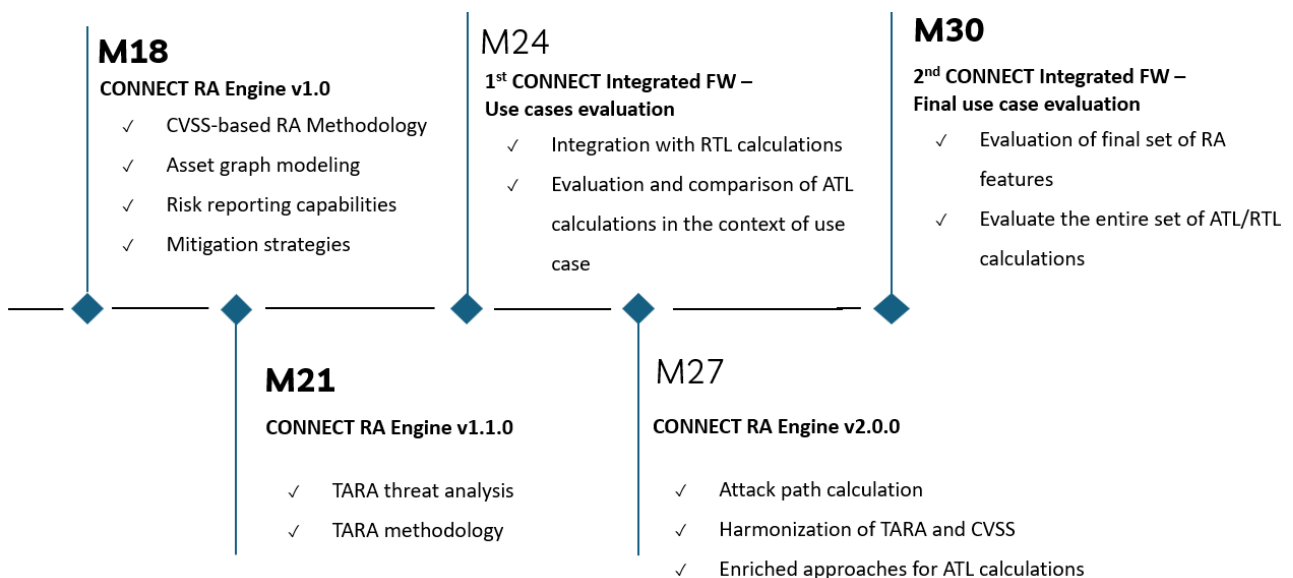 M18
CONNECT RA Engine v1.0
✓ CVSS-based RA Methodology
✓ Asset graph modeling
✓ Risk reporting capabilities
✓ Mitigation strategies
M24
1st CONNECT Integrated FW –
Use cases evaluation
✓ Integration with RTL calculations
✓ Evaluation and comparison of ATL
calculations in the context of use
case
M30
2nd CONNECT Integrated FW –
Final use case evaluation
✓ Evaluation of final set of RA
features
✓ Evaluate the entire set of ATL/RTL
calculations
M21
CONNECT RA Engine v1.1.0
✓ TARA threat analysis
✓ TARA methodology
M27
CONNECT RA Engine v2.0.0
✓ Attack path calculation
✓ Harmonization of TARA and CVSS
✓ Enriched approaches for ATL calculations